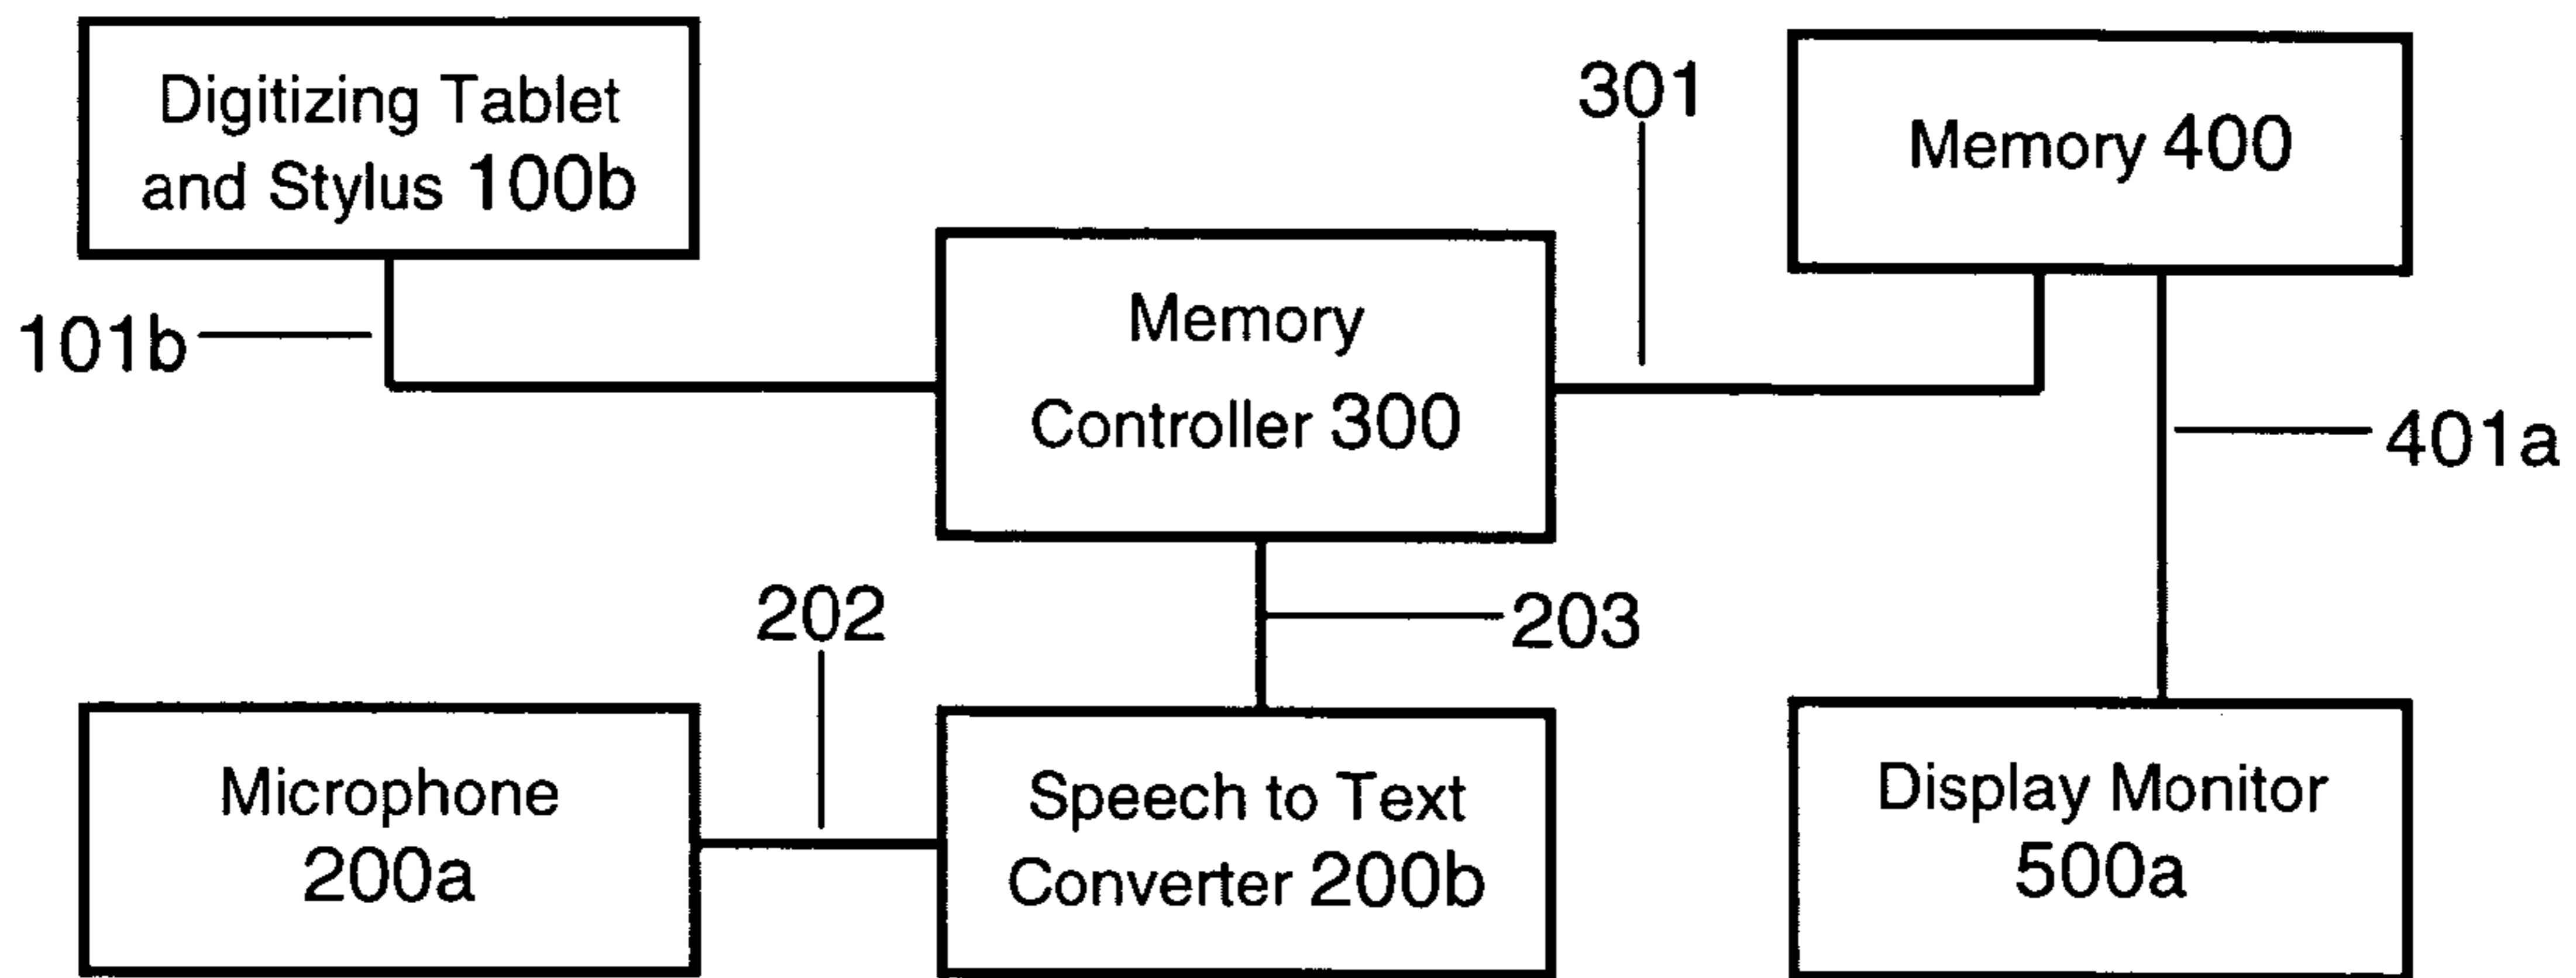 Digitizing Tablet
and Stylus 100b
101b
Memory
Controller 300
301
Memory 400
401a
202
203
Microphone
200a
Speech to Text
Converter 200b
Display Monitor
500a